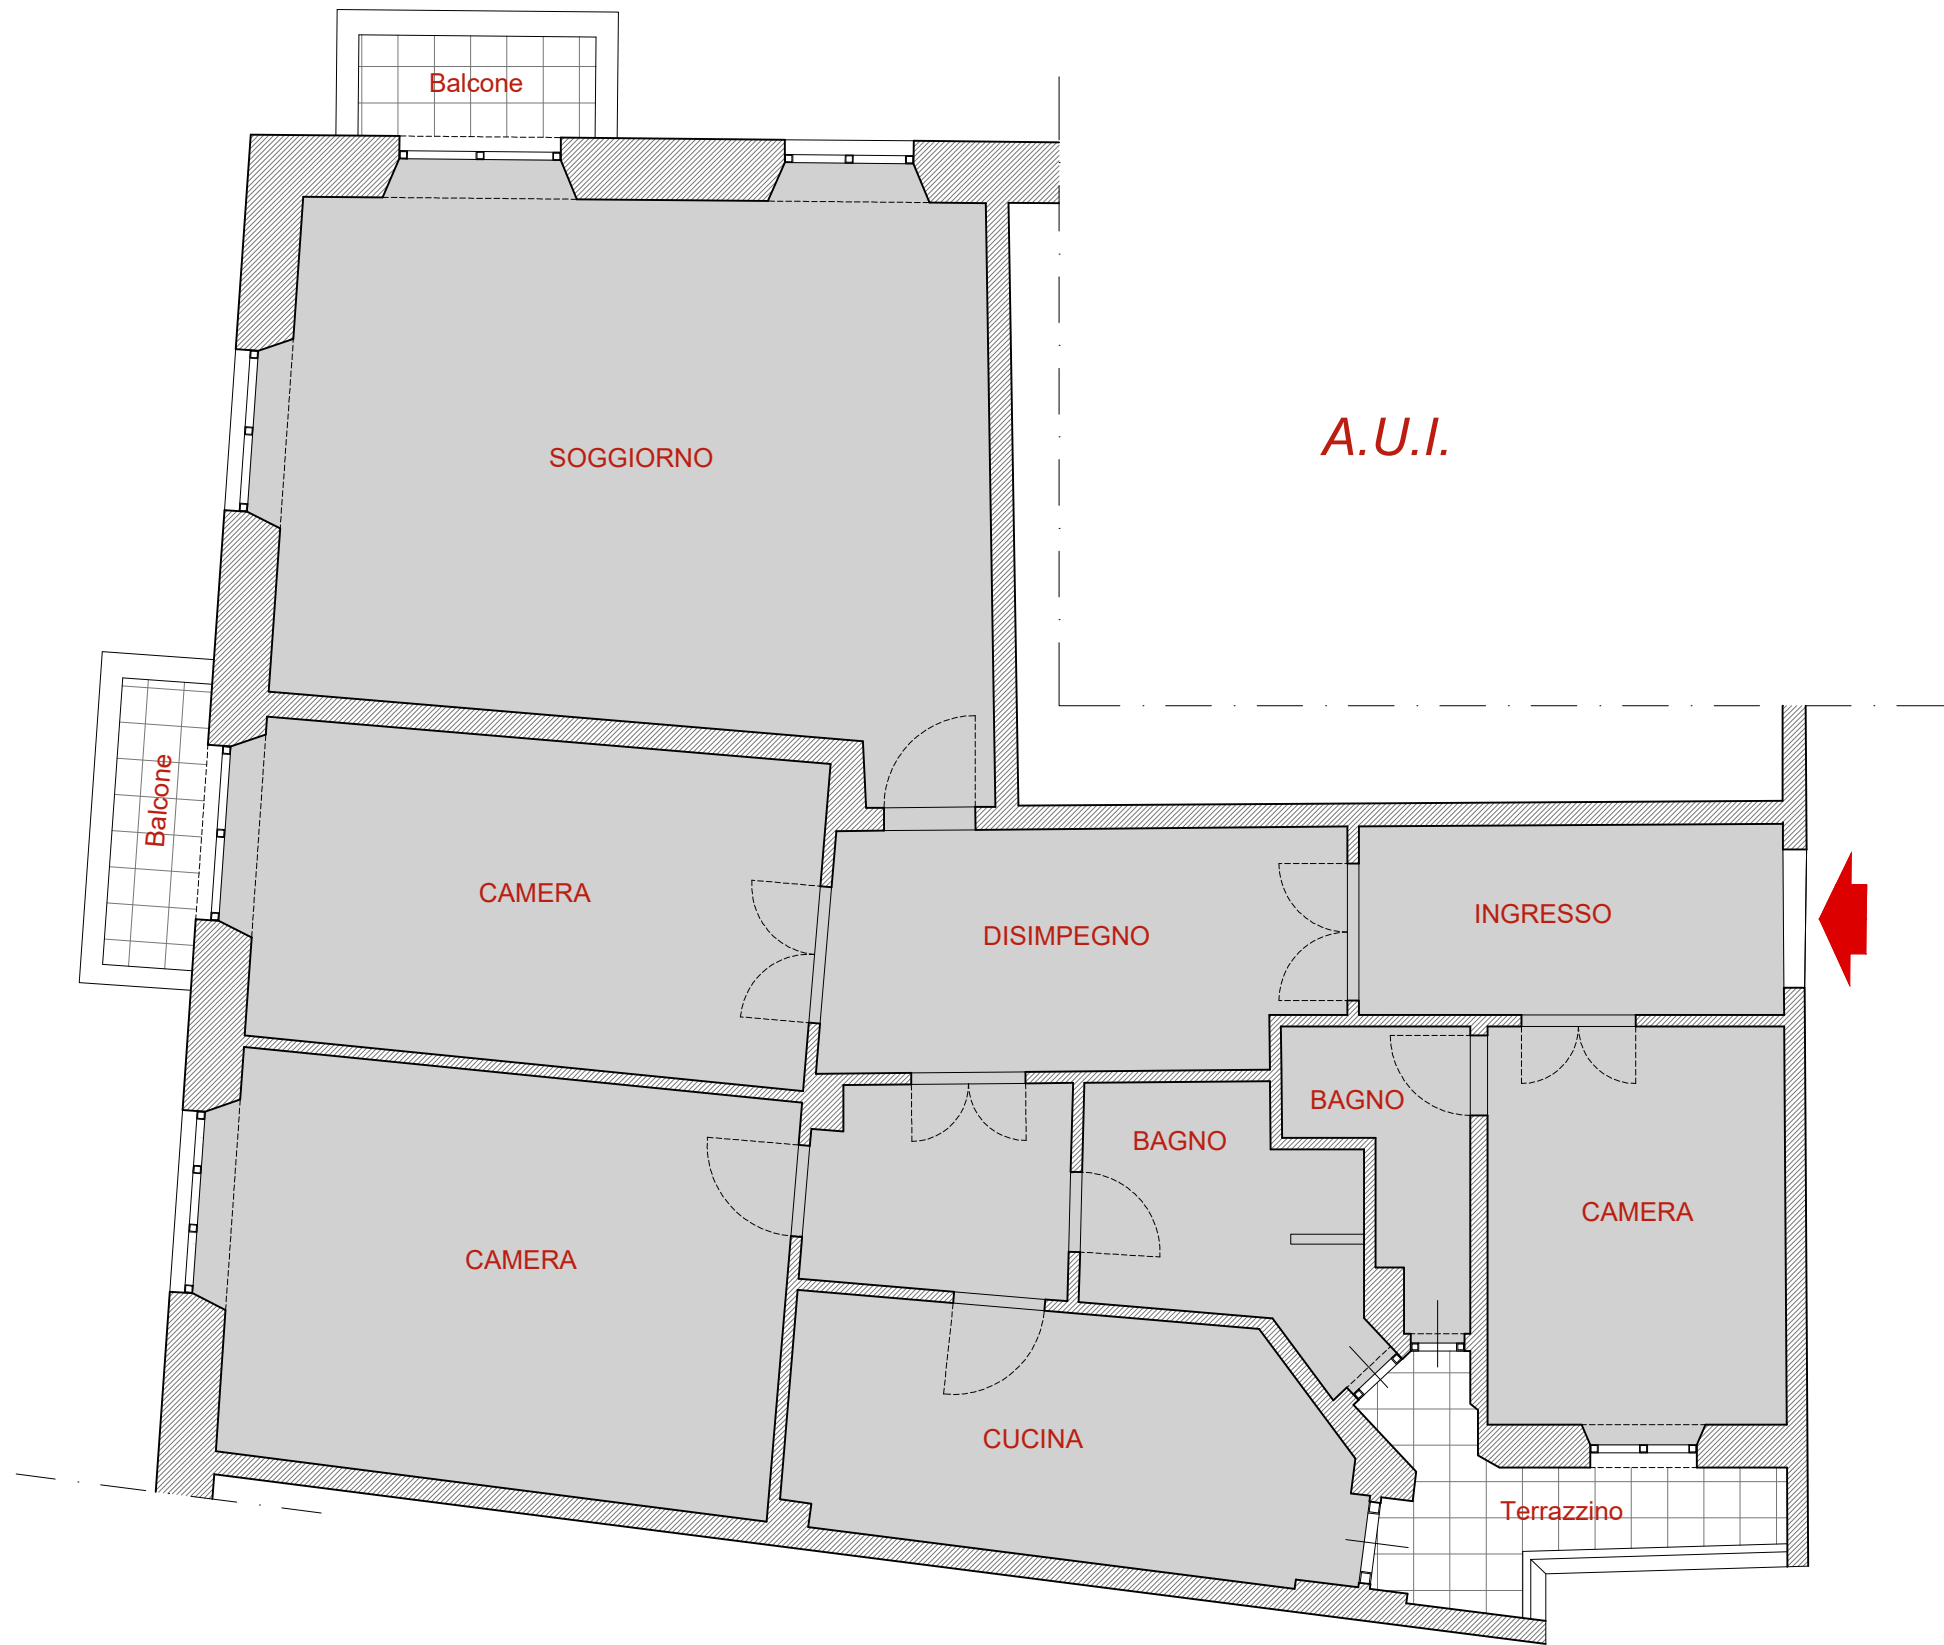 Balcone
A.U.I.
SOGGIORNO
Balcone
CAMERA
INGRESSO
DISIMPEGNO
BAGNO
BAGNO
CAMERA
CAMERA
CUCINA
Terrazzino